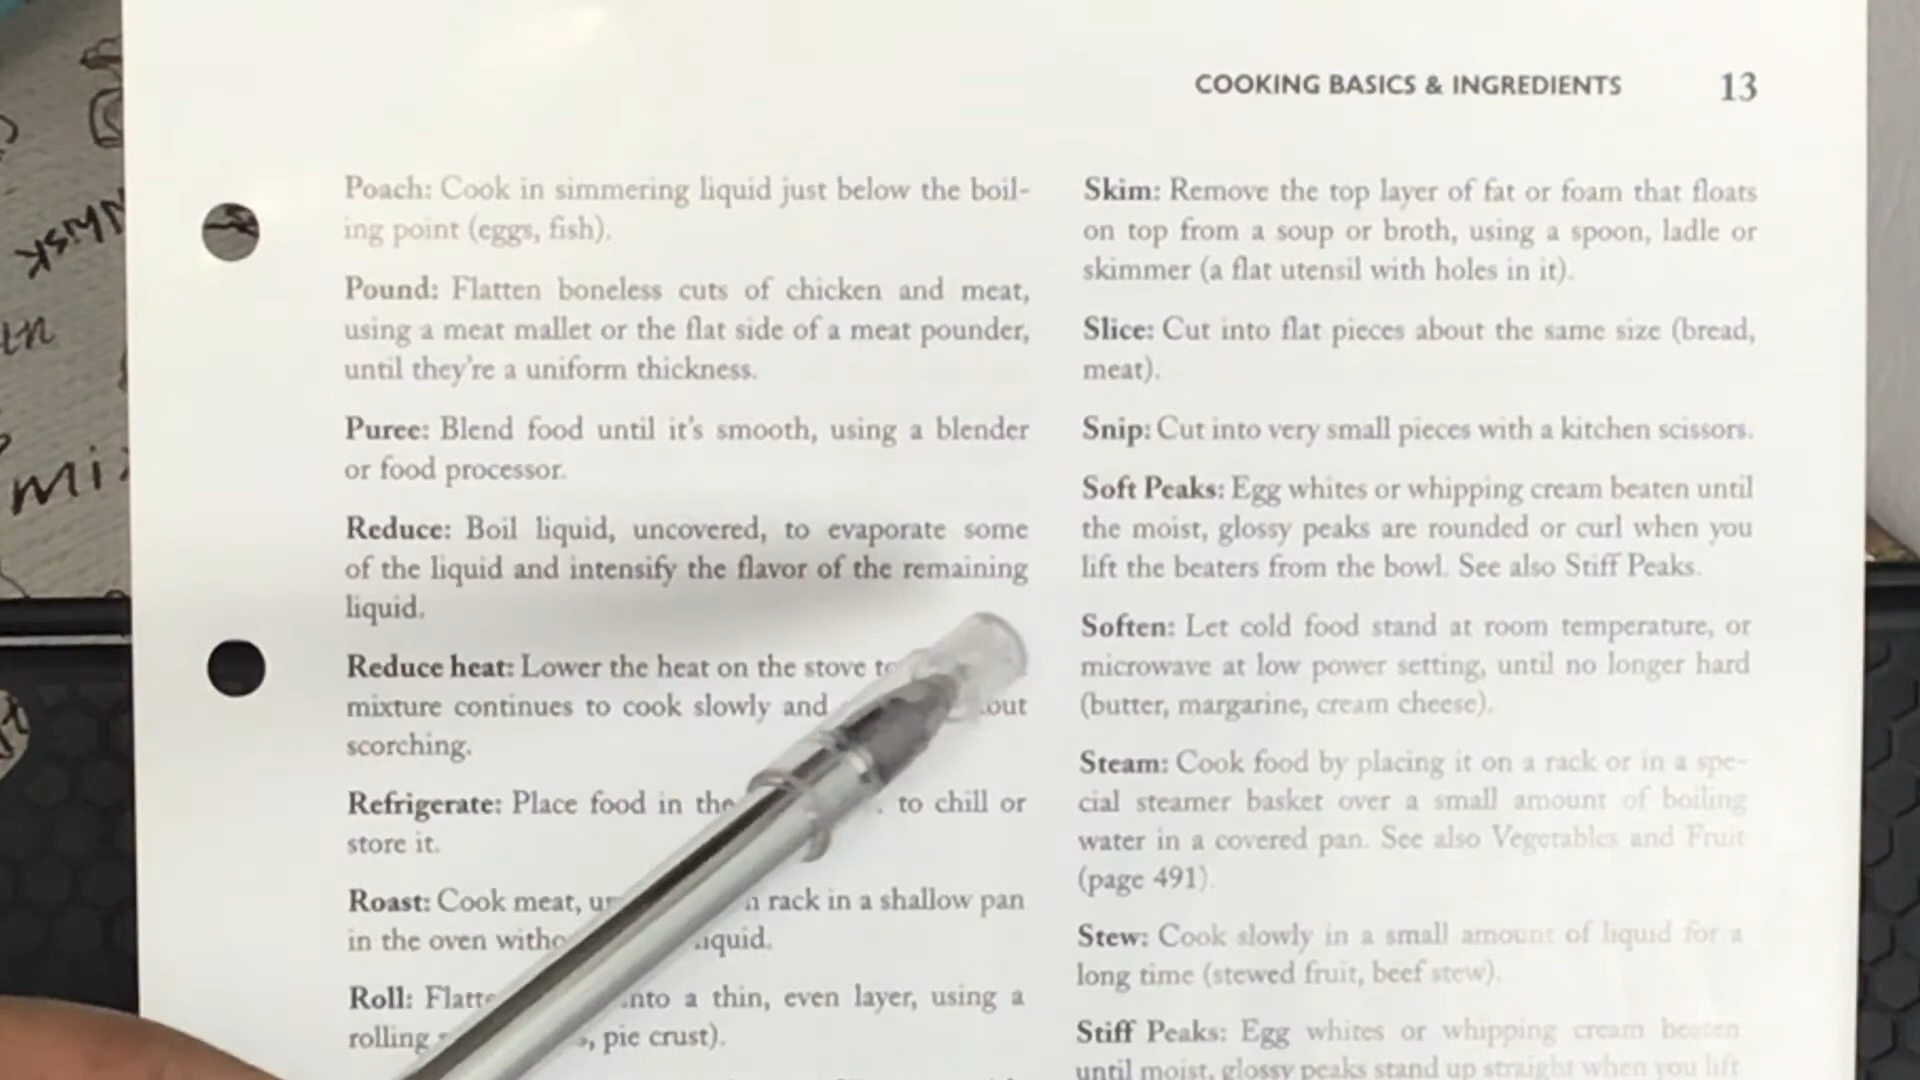 COOKING BASICS & INGREDIENTS 13
Poach: Cook in simmering liquid just below the boil-
ing point (eggs, fish).
Pound: Flatten boneless cuts of chicken and meat,
using a meat mallet or the flat side of a meat pounder,
until they're a uniform thickness.
Puree: Blend food until it's smooth, using a blender
or food processor.
Reduce: Boil liquid, uncovered, to evaporate some
of the liquid and intensify the flavor of the remaining
liquid.
Reduce heat: Lower the heat on the stove
mixture continues to cook slowly and
scorching.
Refrigerate: Place food in the to chill or
store it.
Roast: Cook meat, rack in a shallow pan
in the oven
Roll: a thin, even layer, using a
rolling pie crust).
Skim: Remove the top layer of fat or foam that floats
on top from a soup or broth, using a spoon, ladle or
skimmer (a flat utensil with holes in it).
Slice: Cut into flat pieces about the same size (bread,
meat).
Snip: Cut into very small pieces with a kitchen scissors.
Soft Peaks: Egg whites or whipping cream beaten until
the moist, glossy peaks are rounded or curl when you
lift the beaters from the bowl. See also Stiff Peaks.
Soften: Let cold food stand at room temperature, or
microwave at low power setting, until no longer hard
(butter, margarine, cream cheese).
Steam: Cook food by placing it on a rack or in a spe-
cial steamer basket over a small amount of boiling
water in a covered pan. See also Vegetables and Fruit
(page 491).
Stew: Cook slowly in a small amount of liquid for a
long time (stewed fruit, beef stew).
Stiff Peaks: Egg whites or whipping cream beaten
until moist, glossy peaks stand up straight when you lift